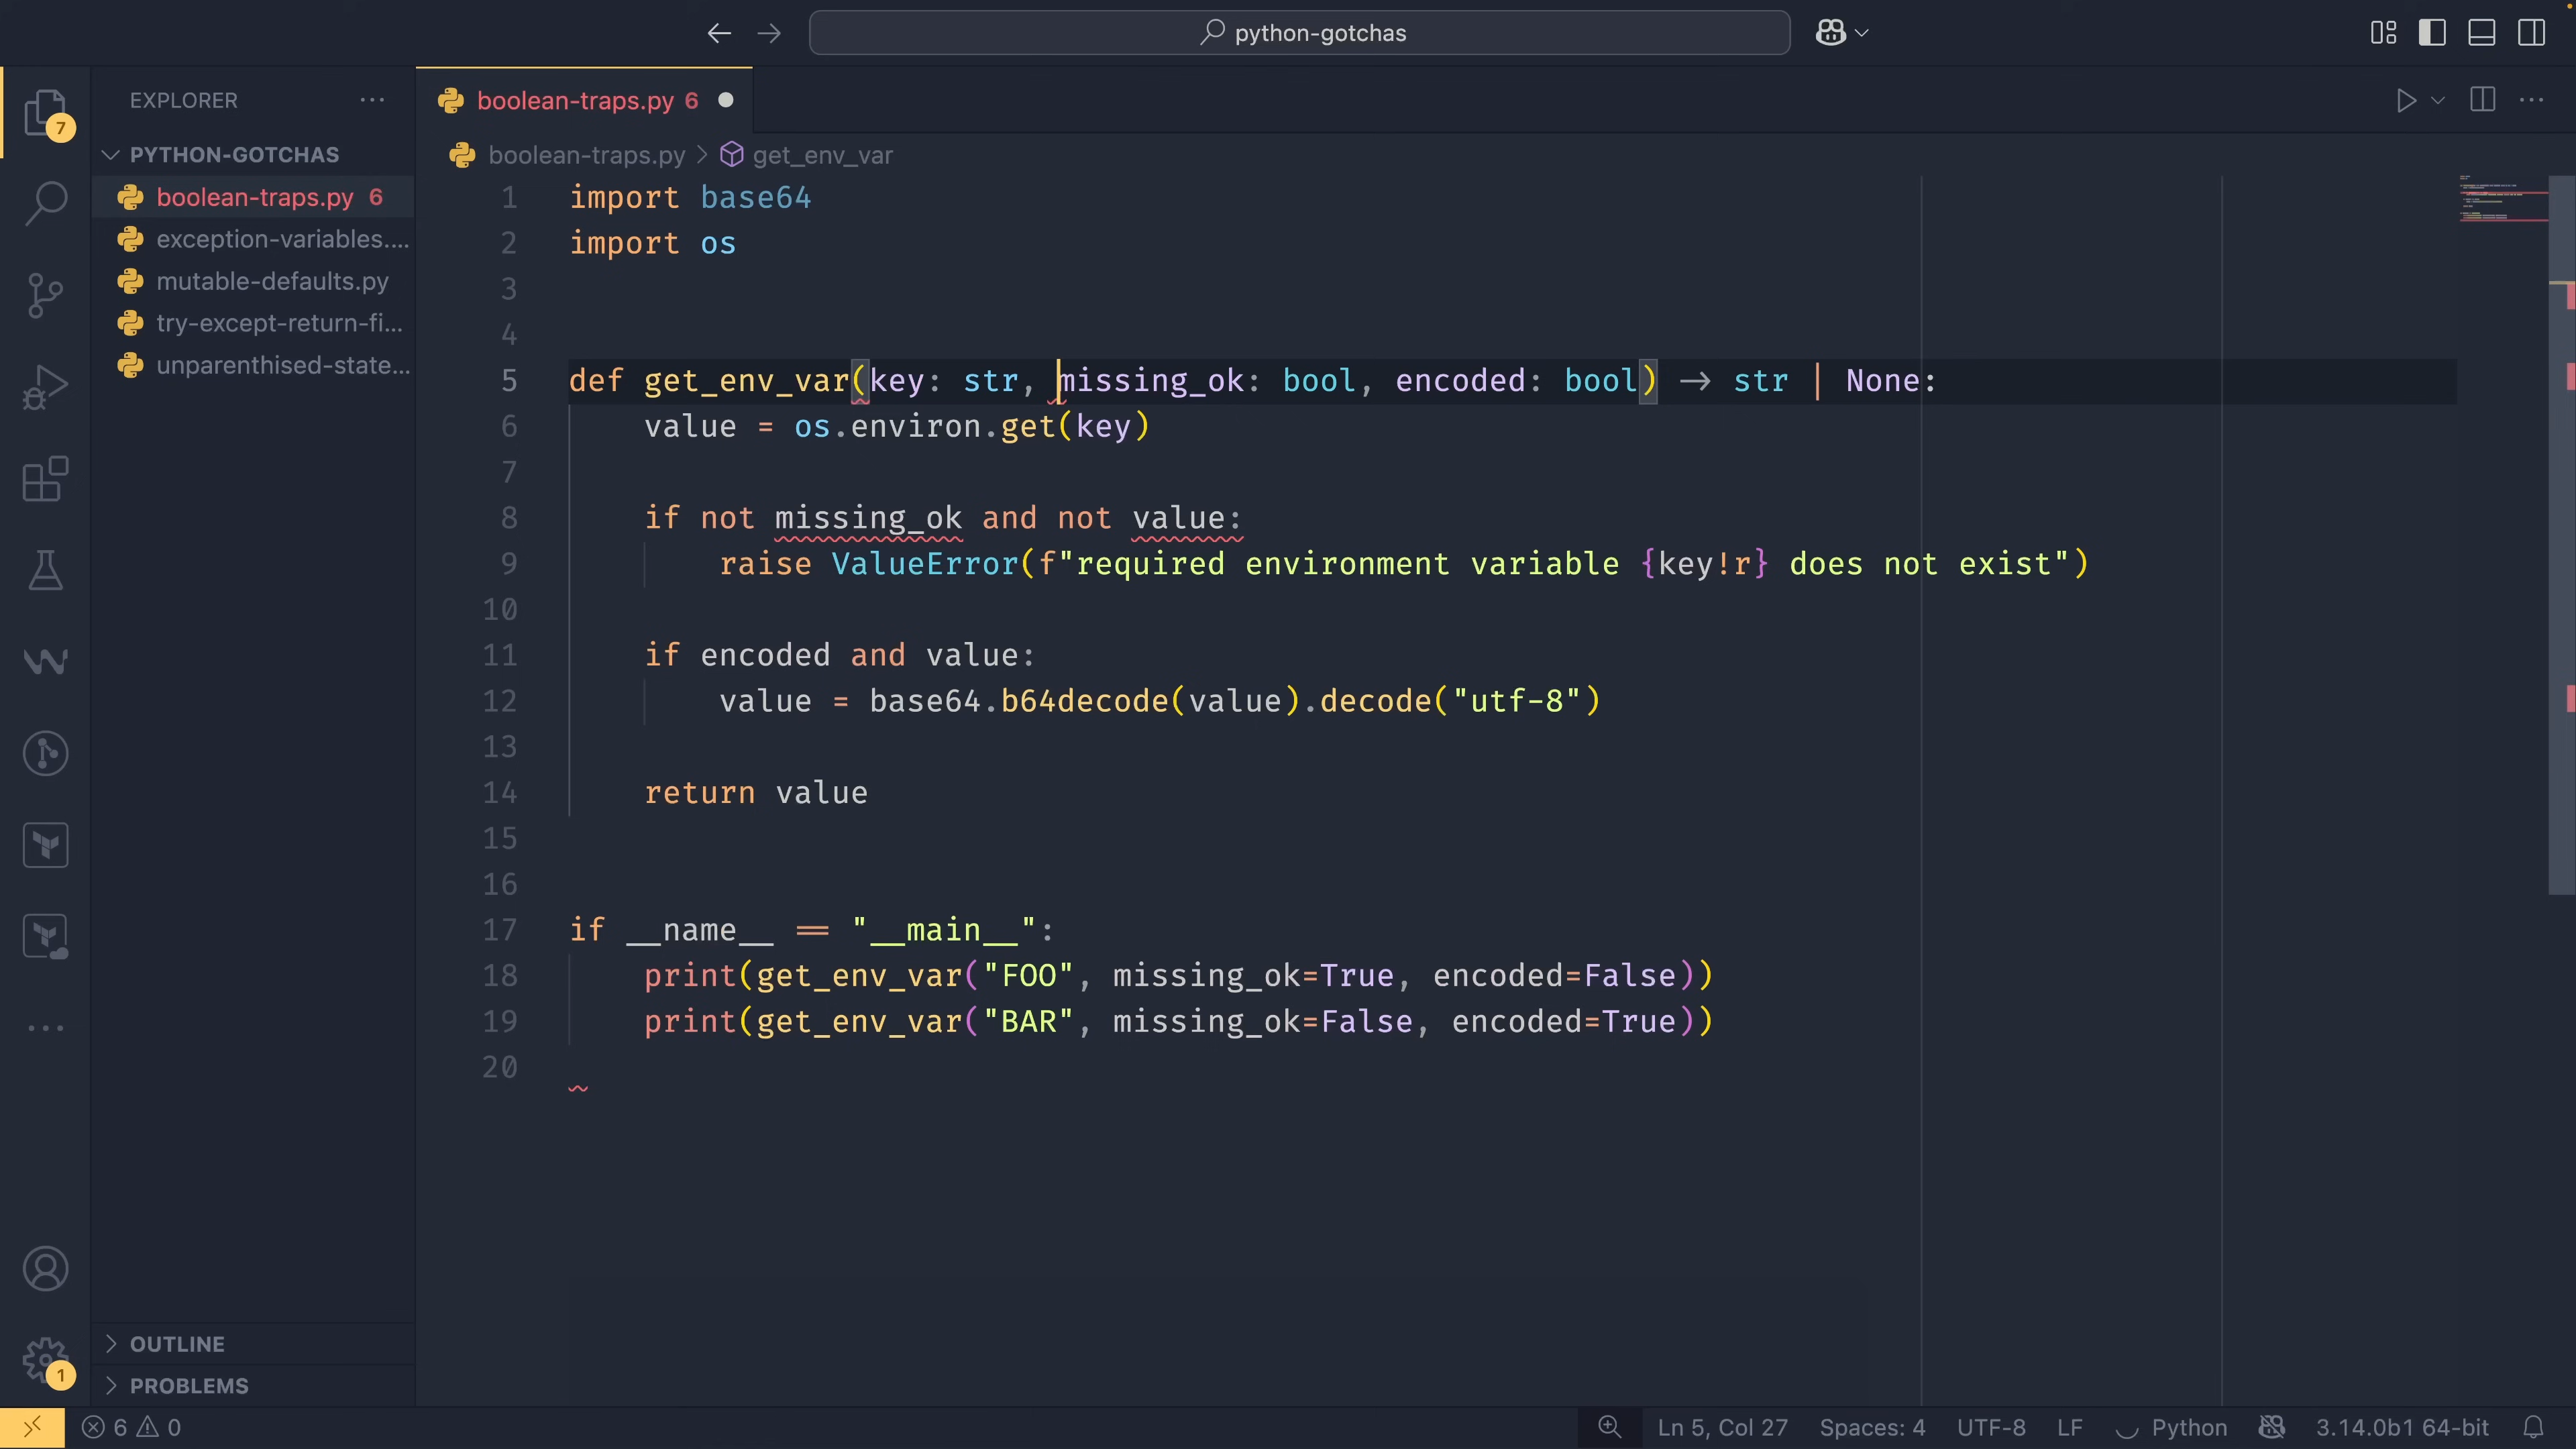 python-gotchas
EXPLORER
PYTHON-GOTCHAS
boolean-traps.py 6
exception-variables....
mutable-defaults.py
try-except-return-fi...
unparenthised-state...
OUTLINE
PROBLEMS
7
1
boolean-traps.py 6
boolean-traps.py > get_env_var
1 import base64
2 import os
3
4
5 def get_env_var(key: str, missing_ok: bool, encoded: bool) -> str | None:
6 value = os.environ.get(key)
7
8 if not missing_ok and not value:
9 raise ValueError(f"required environment variable {key!r} does not exist")
10
11 if encoded and value:
12 value = base64.b64decode(value).decode("utf-8")
13
14 return value
15
16
17 if __name__ == "__main__":
18 print(get_env_var("FOO", missing_ok=True, encoded=False))
19 print(get_env_var("BAR", missing_ok=False, encoded=True))
20
6 0
Ln 5, Col 27 Spaces: 4 UTF-8 LF Python 3.14.0b1 64-bit